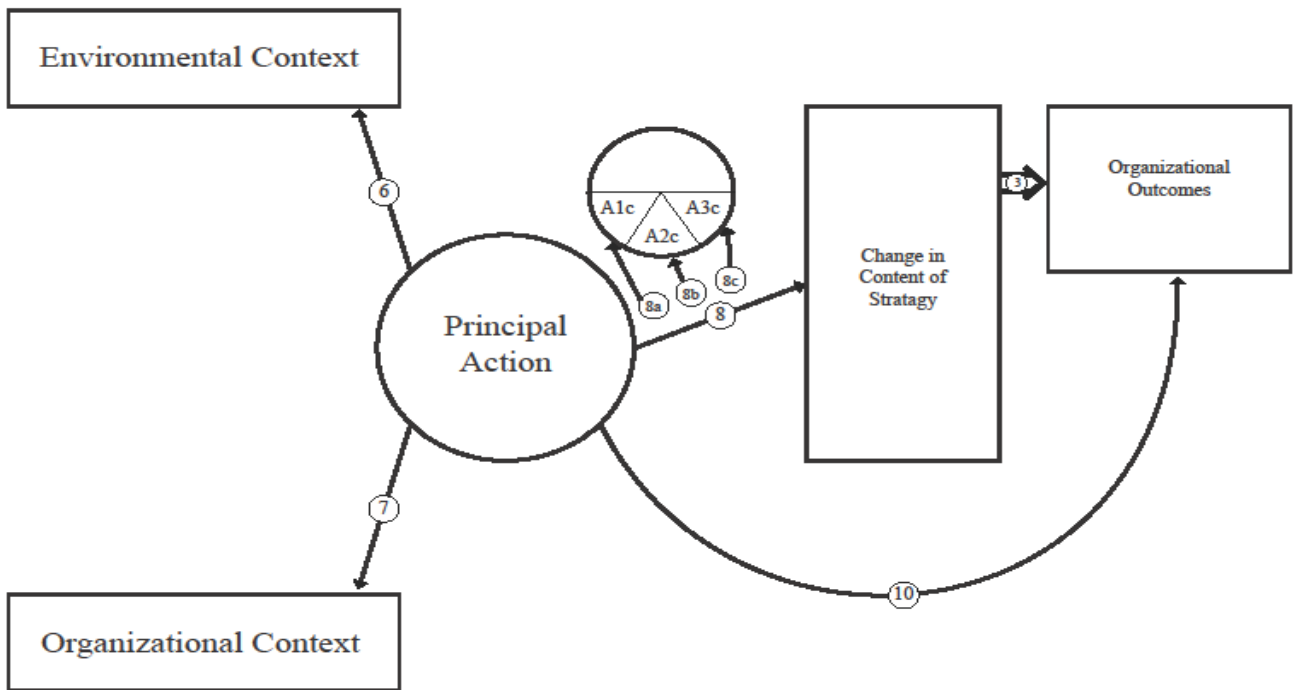 Environmental Context
6
A1c
A3c
A2c
8a
8b
8c
8
Principal
Action
Change in
Content of
Stratagy
3
Organizational
Outcomes
7
10
Organizational Context